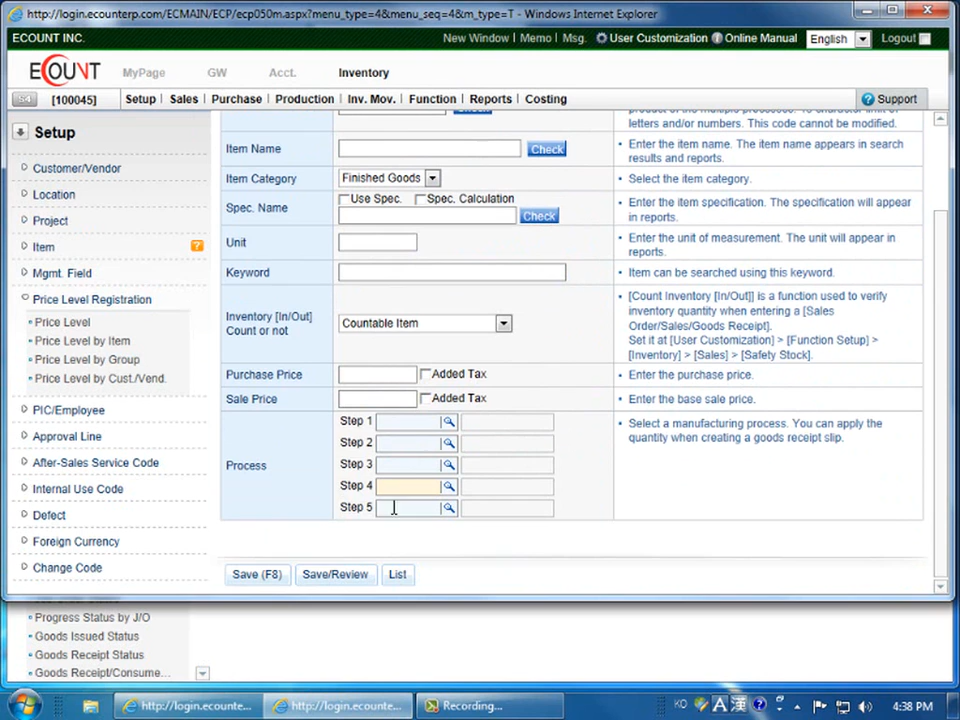 http://login.ecounterp.com/ECMAIN/ECP/ecp050m.aspx?menu_type=4&menu_seq=4&m_type=T - Windows Internet Explorer
ECOUNT INC.
New Window | Memo | Msg. User Customization Online Manual English Logout
ECOUNT MyPage GW Acct. Inventory
[100045] Setup | Sales | Purchase | Production | Inv. Mov. | Function | Reports | Costing Support
Setup
Customer/Vendor
Location
Project
Item
?
Mgmt. Field
Price Level Registration
Price Level
Price Level by Item
Price Level by Group
Price Level by Cust./Vend.
PIC/Employee
Approval Line
After-Sales Service Code
Internal Use Code
Defect
Foreign Currency
Change Code
letters and/or numbers. This code cannot be modified.
Item Name Check
• Enter the item name. The item name appears in search
results and reports.
Item Category Finished Goods
• Select the item category.
Spec. Name Use Spec. Spec. Calculation
Check
• Enter the item specification. The specification will appear
in reports.
Unit
• Enter the unit of measurement. The unit will appear in
reports.
Keyword
• Item can be searched using this keyword.
Inventory [In/Out]
Count or not
Countable Item
• [Count Inventory [In/Out]] is a function used to verify
inventory quantity when entering a [Sales
Order/Sales/Goods Receipt].
Set it at [User Customization] > [Function Setup] >
[Inventory] > [Sales] > [Safety Stock].
Purchase Price Added Tax
• Enter the purchase price.
Sale Price Added Tax
• Enter the base sale price.
Process
Step 1
Step 2
Step 3
Step 4
Step 5
• Select a manufacturing process. You can apply the
quantity when creating a goods receipt slip.
Save (F8) Save/Review List
Progress Status by J/O
Goods Issued Status
Goods Receipt Status
Goods Receipt/Consume...
http://login.ecounte... http://login.ecounte... Recording... KO A 漢 ? 4:38 PM